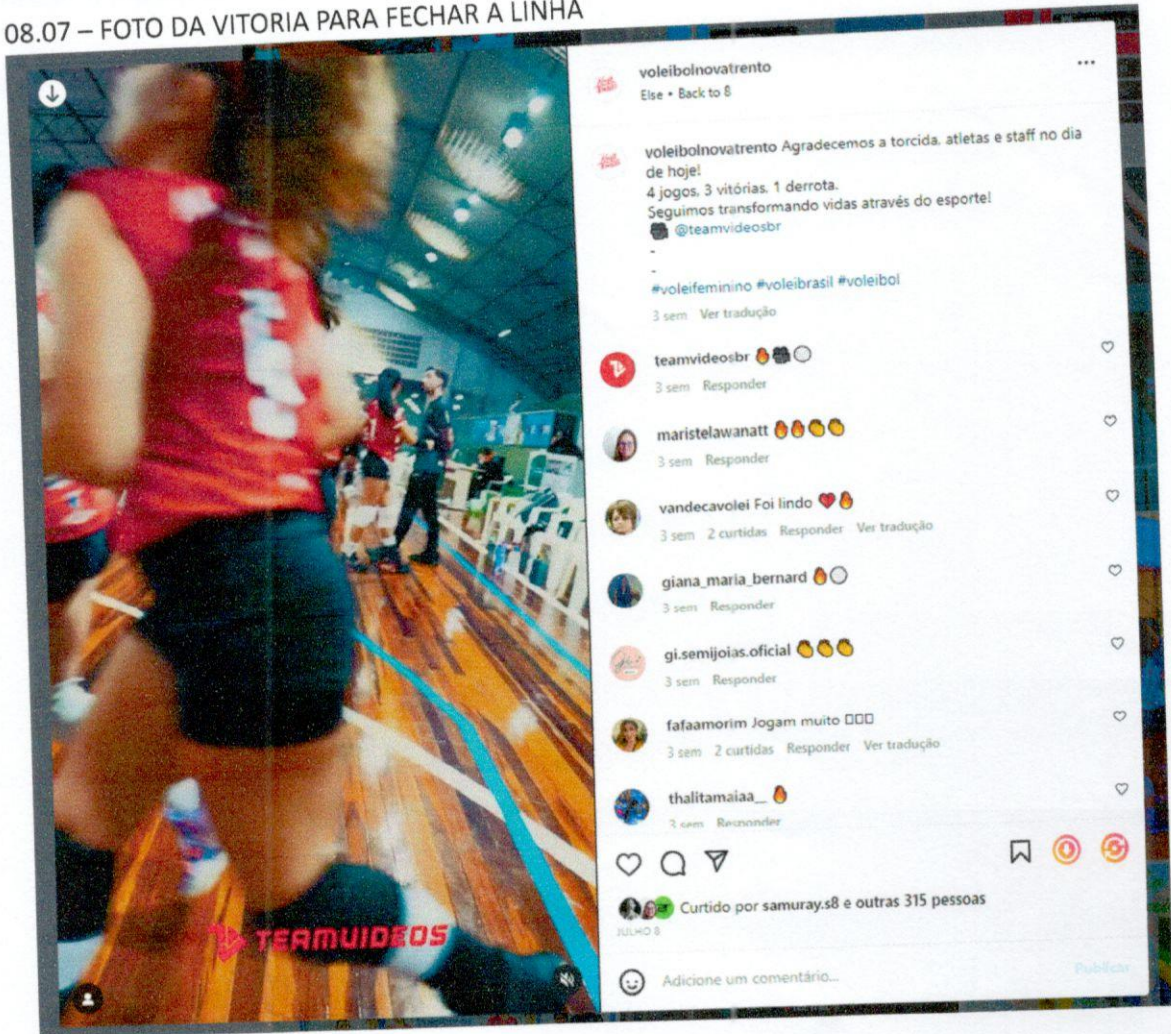 08.07 – FOTO DA VITORIA PARA FECHAR A LINHA
voleibolnovatrento
Else • Back to 8
voleibolnovatrento Agradecemos a torcida, atletas e staff no dia
de hoje!
4 jogos, 3 vitórias, 1 derrota.
Seguimos transformando vidas através do esporte!
@teamvideosbr
-
-
#voleifeminino #voleibrasil #voleibol
3 sem Ver tradução
teamvideosbr 🔥🎥⚪
3 sem Responder
maristelawanatt 🔥🔥👏👏
3 sem Responder
vandecavolei Foi lindo ❤️🔥
3 sem 2 curtidas Responder Ver tradução
giana_maria_bernard 🔥⚪
3 sem Responder
gi.semijoias.oficial 👏👏👏
3 sem Responder
fafaamorim Jogam muito
3 sem 2 curtidas Responder Ver tradução
thalitamaiaa__ 🔥
3 sem Responder
Curtido por samuray.s8 e outras 315 pessoas
JULHO 8
Adicione um comentário...
Publicar
TEAMVIDEOS